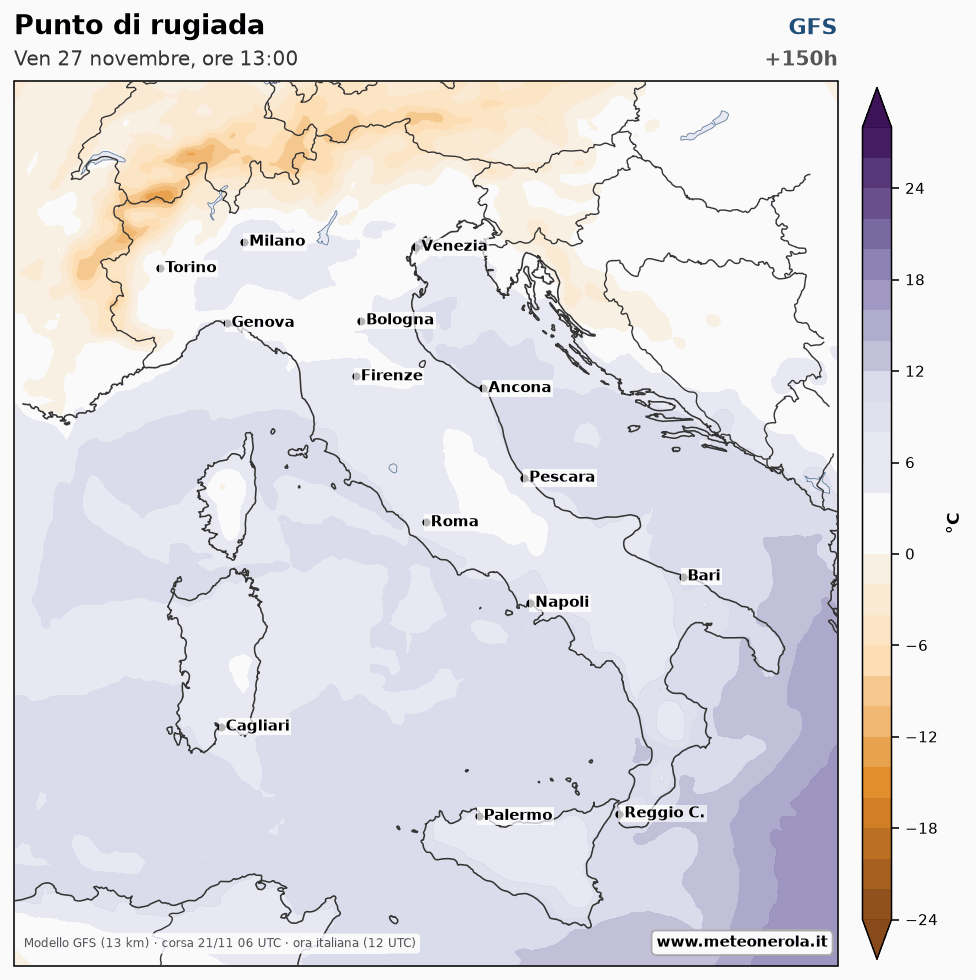 Punto di rugiada
GFS
Ven 27 novembre, ore 13:00
+150h
Milano
Venezia
Torino
Genova
Bologna
Firenze
Ancona
Pescara
Roma
Bari
Napoli
Cagliari
Palermo
Reggio C.
24
18
12
6
0
−6
−12
−18
−24
°C
Modello GFS (13 km) · corsa 21/11 06 UTC · ora italiana (12 UTC)
www.meteonerola.it